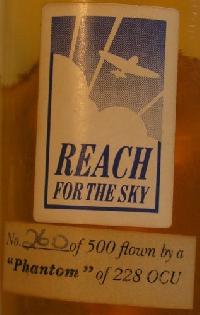 REACH
FOR THE SKY
No. 260 of 500 flown by a
"Phantom" of 228 OCU